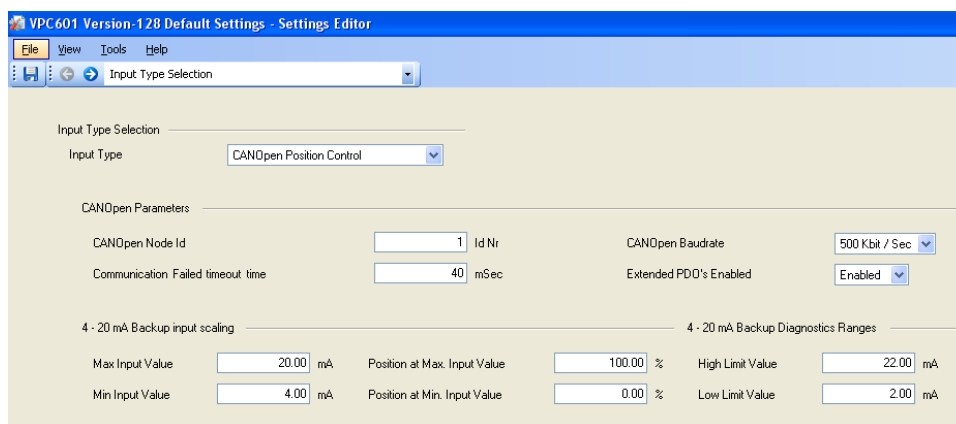 VPC601 Version-128 Default Settings - Settings Editor
File View Tools Help
Input Type Selection
Input Type Selection
Input Type CANOpen Position Control
CANOpen Parameters
CANOpen Node Id 1 Id Nr CANOpen Baudrate 500 Kbit / Sec
Communication Failed timeout time 40 mSec Extended PDO's Enabled Enabled
4 - 20 mA Backup input scaling 4 - 20 mA Backup Diagnostics Ranges
Max Input Value 20.00 mA Position at Max. Input Value 100.00 % High Limit Value 22.00 mA
Min Input Value 4.00 mA Position at Min. Input Value 0.00 % Low Limit Value 2.00 mA